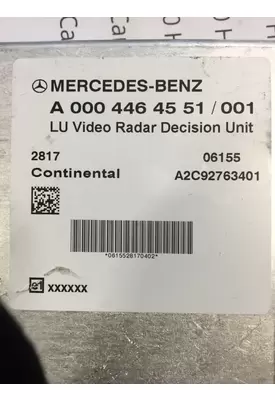 MERCEDES-BENZ
A 000 446 45 51 / 001
LU Video Radar Decision Unit
2817 06155
Continental A2C92763401
*0615528170402*
xxxxxx